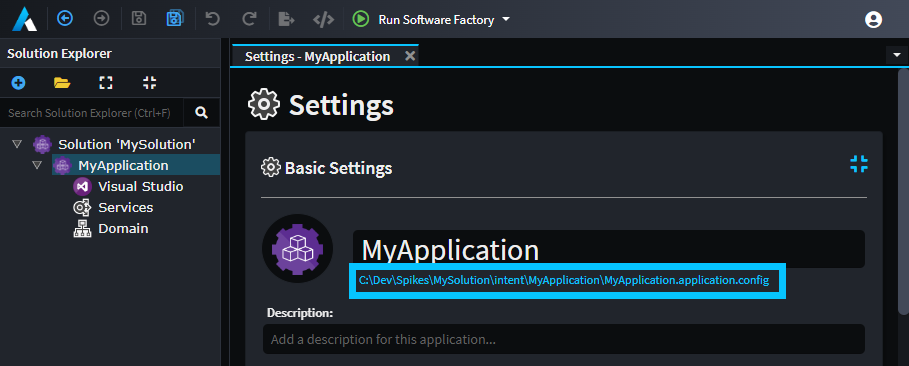 Run Software Factory
Solution Explorer
Settings - MyApplication
Search Solution Explorer (Ctrl+F)
Settings
Solution 'MySolution'
MyApplication
Visual Studio
Services
Domain
Basic Settings
MyApplication
C:\Dev\Spikes\MySolution\intent\MyApplication\MyApplication.application.config
Description:
Add a description for this application...